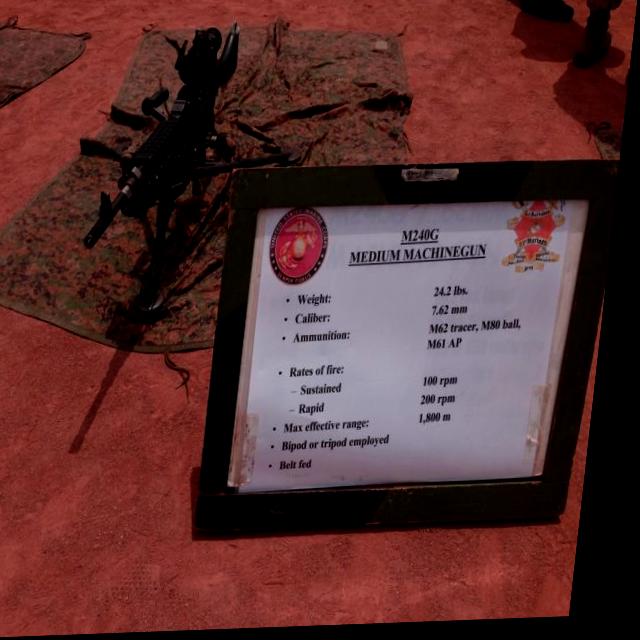 M240G
MEDIUM MACHINEGUN
• Weight: 24.2 lbs.
• Caliber: 7.62 mm
• Ammunition: M62 tracer, M80 ball,
M61 AP
• Rates of fire:
– Sustained 100 rpm
– Rapid 200 rpm
• Max effective range: 1,800 m
• Bipod or tripod employed
• Belt fed